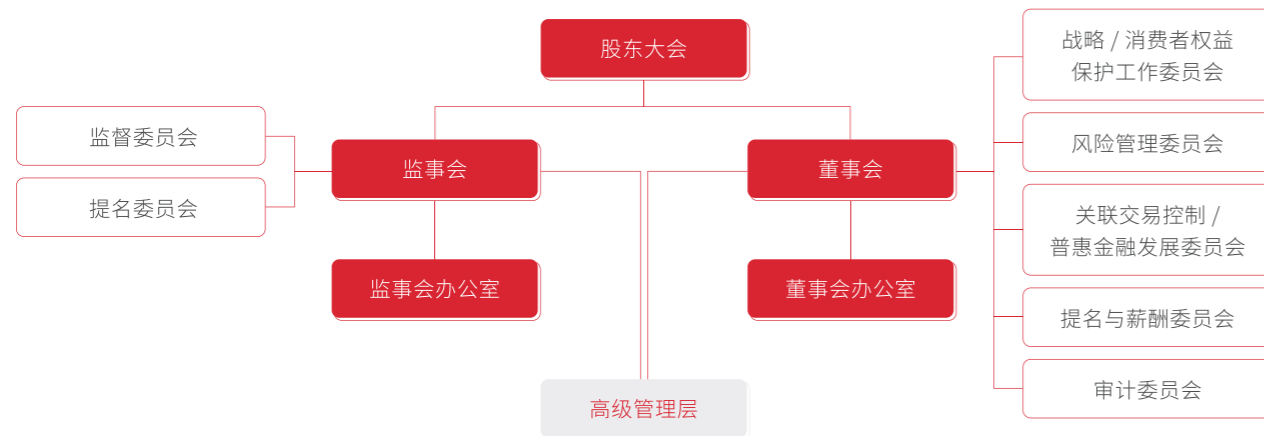 股东大会
监督委员会
提名委员会
监事会
董事会
监事会办公室
董事会办公室
高级管理层
战略 / 消费者权益
保护工作委员会
风险管理委员会
关联交易控制 /
普惠金融发展委员会
提名与薪酬委员会
审计委员会